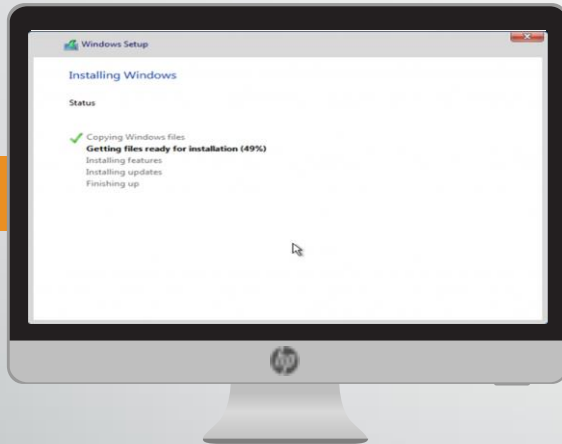 Windows Setup
Installing Windows
Status
Copying Windows files
Getting files ready for installation (49%)
Installing features
Installing updates
Finishing up
hp